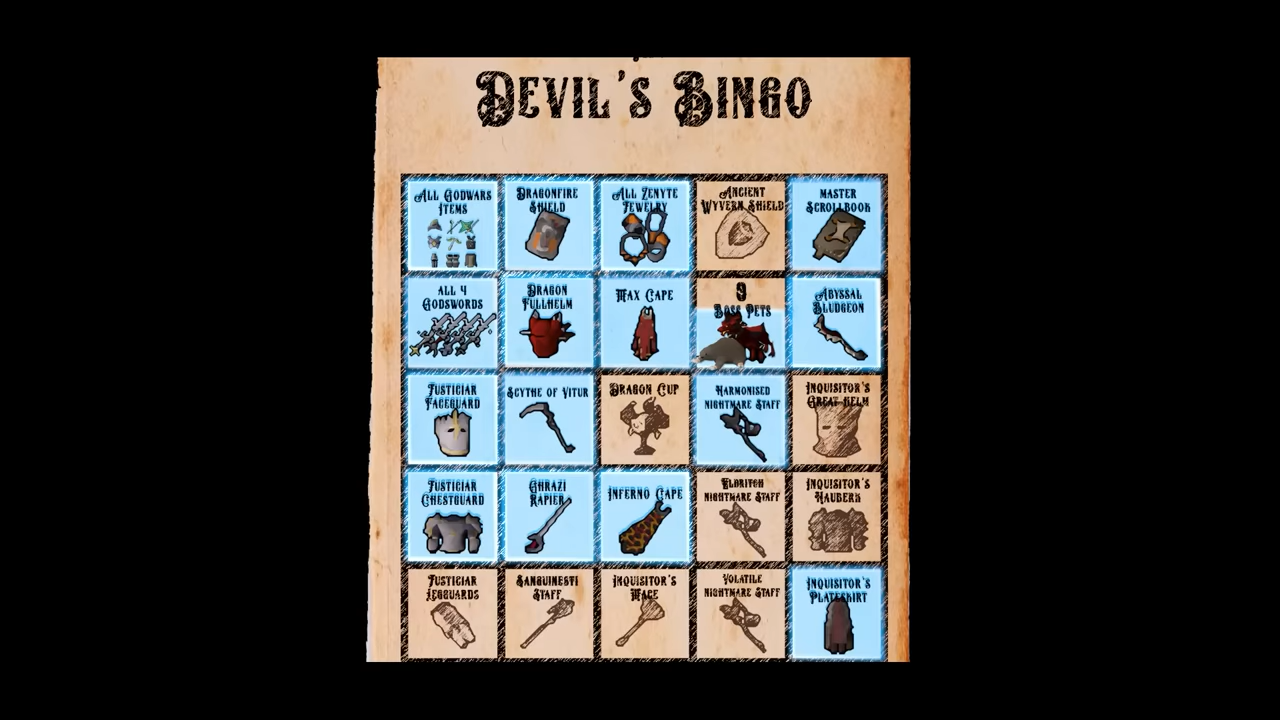 DEVIL'S BINGO
ALL GODWARS
ITEMS
DRAGONFIRE
SHIELD
ALL ZENYTE
JEWELRY
ANCIENT
WYVERN SHIELD
MASTER
SCROLLBOOK
ALL 4
GODSWORDS
DRAGON
FULLHELM
MAX CAPE
9
BOSS PETS
ABYSSAL
BLUDGEON
JUSTICIAR
FACEGUARD
SCYTHE OF VITUR
DRAGON CUP
HARMONISED
NIGHTMARE STAFF
INQUISITOR'S
GREAT HELM
JUSTICIAR
CHESTGUARD
GHRAZI
RAPIER
INFERNO CAPE
ELDRITCH
NIGHTMARE STAFF
INQUISITOR'S
HAUBERK
JUSTICIAR
LEGGUARDS
SANGUINESTI
STAFF
INQUISITOR'S
MACE
VOLATILE
NIGHTMARE STAFF
INQUISITOR'S
PLATESKIRT